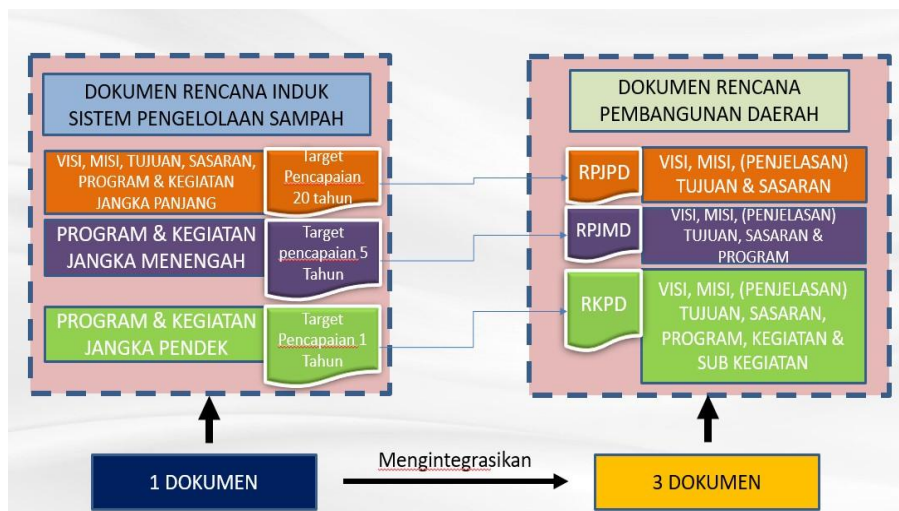 DOKUMEN RENCANA INDUK
SISTEM PENGELOLAAN SAMPAH
VISI, MISI, TUJUAN, SASARAN,
PROGRAM & KEGIATAN
JANGKA PANJANG
Target
Pencapaian
20 tahun
PROGRAM & KEGIATAN
JANGKA MENENGAH
Target
pencapaian 5
Tahun
PROGRAM & KEGIATAN
JANGKA PENDEK
Target
Pencapaian 1
Tahun
1 DOKUMEN
Mengintegrasikan
DOKUMEN RENCANA
PEMBANGUNAN DAERAH
RPJPD
VISI, MISI, (PENJELASAN)
TUJUAN & SASARAN
RPJMD
VISI, MISI, (PENJELASAN)
TUJUAN, SASARAN &
PROGRAM
RKPD
VISI, MISI, (PENJELASAN)
TUJUAN, SASARAN,
PROGRAM, KEGIATAN &
SUB KEGIATAN
3 DOKUMEN